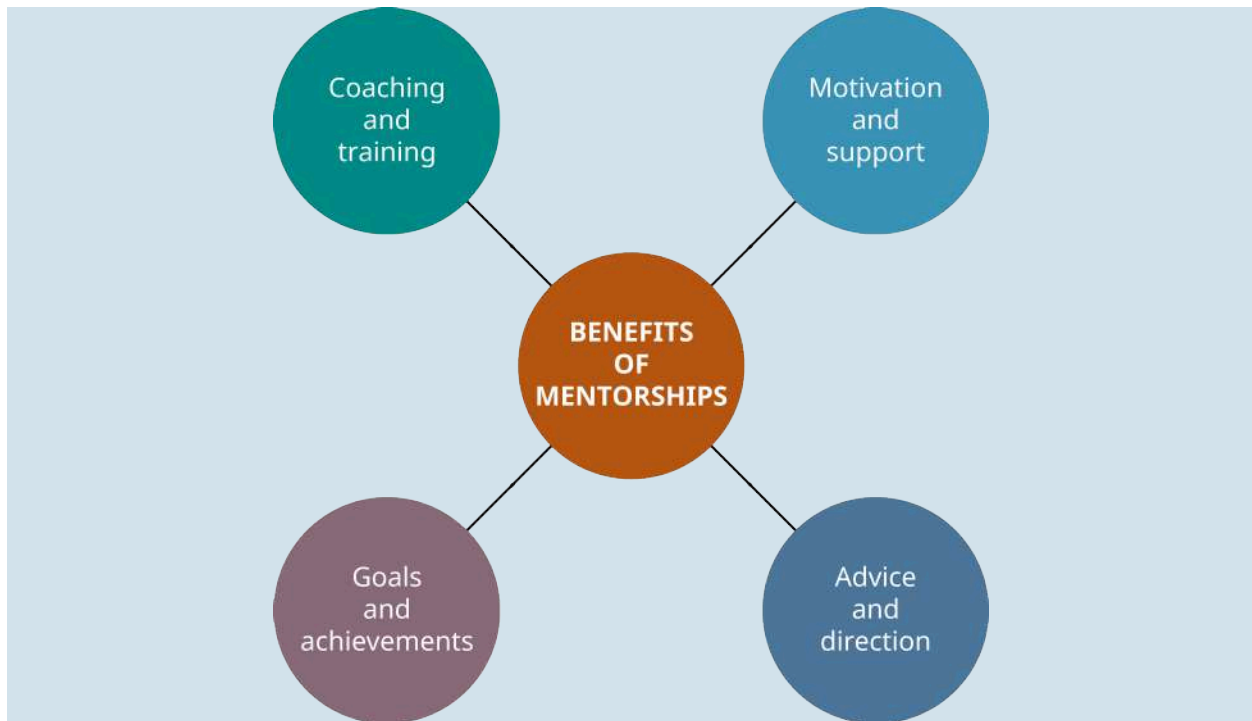 Coaching
and
training
Motivation
and
support
BENEFITS
OF
MENTORSHIPS
Goals
and
achievements
Advice
and
direction